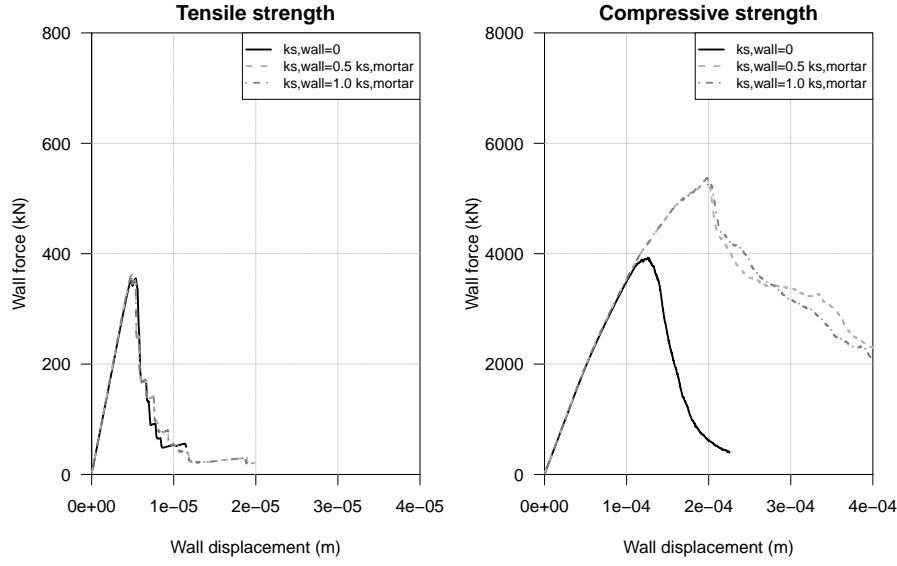 Tensile strength
800
600
400
200
0
0e+00 1e−05 2e−05 3e−05 4e−05
Wall force (kN)
Wall displacement (m)
ks,wall=0
ks,wall=0.5 ks,mortar
ks,wall=1.0 ks,mortar
Compressive strength
8000
6000
4000
2000
0
0e+00 1e−04 2e−04 3e−04 4e−04
Wall force (kN)
Wall displacement (m)
ks,wall=0
ks,wall=0.5 ks,mortar
ks,wall=1.0 ks,mortar